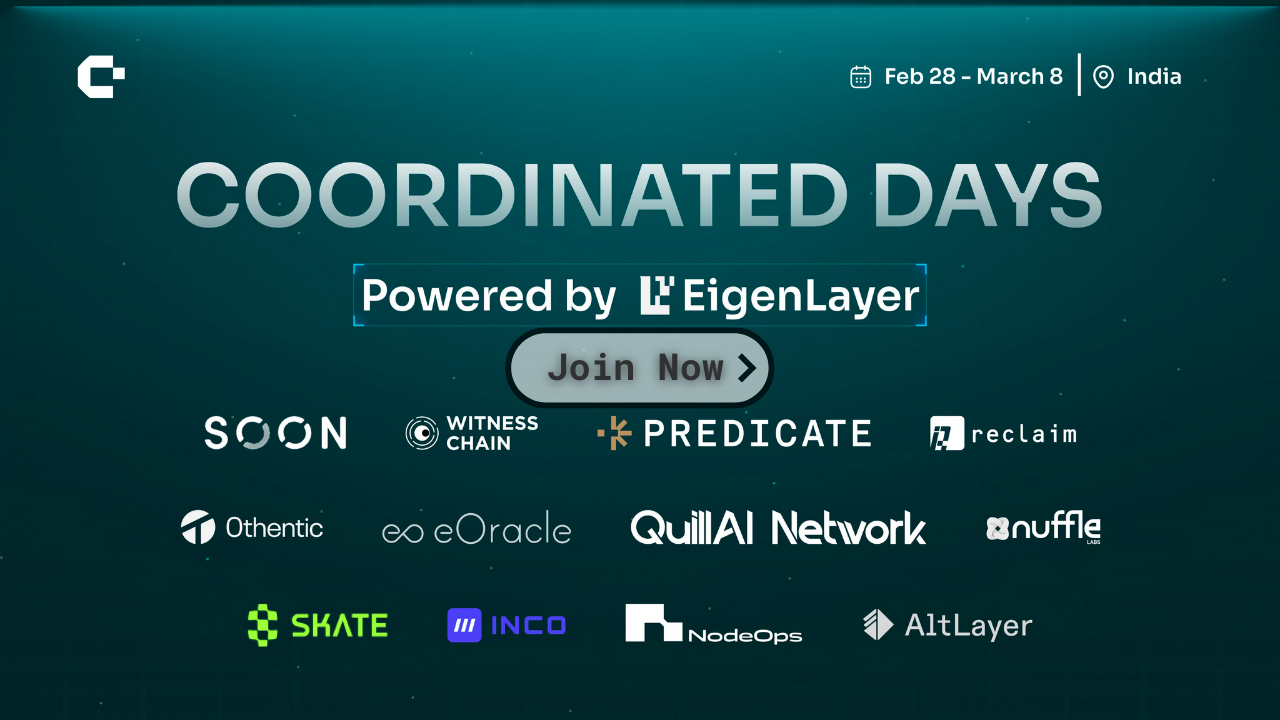 Feb 28 - March 8
India
COORDINATED DAYS
Powered by EigenLayer
Join Now
SOON
WITNESS
CHAIN
PREDICATE
reclaim
Othentic
eOracle
QuillAI Network
nuffle
LABS
SKATE
INCO
NodeOps
AltLayer